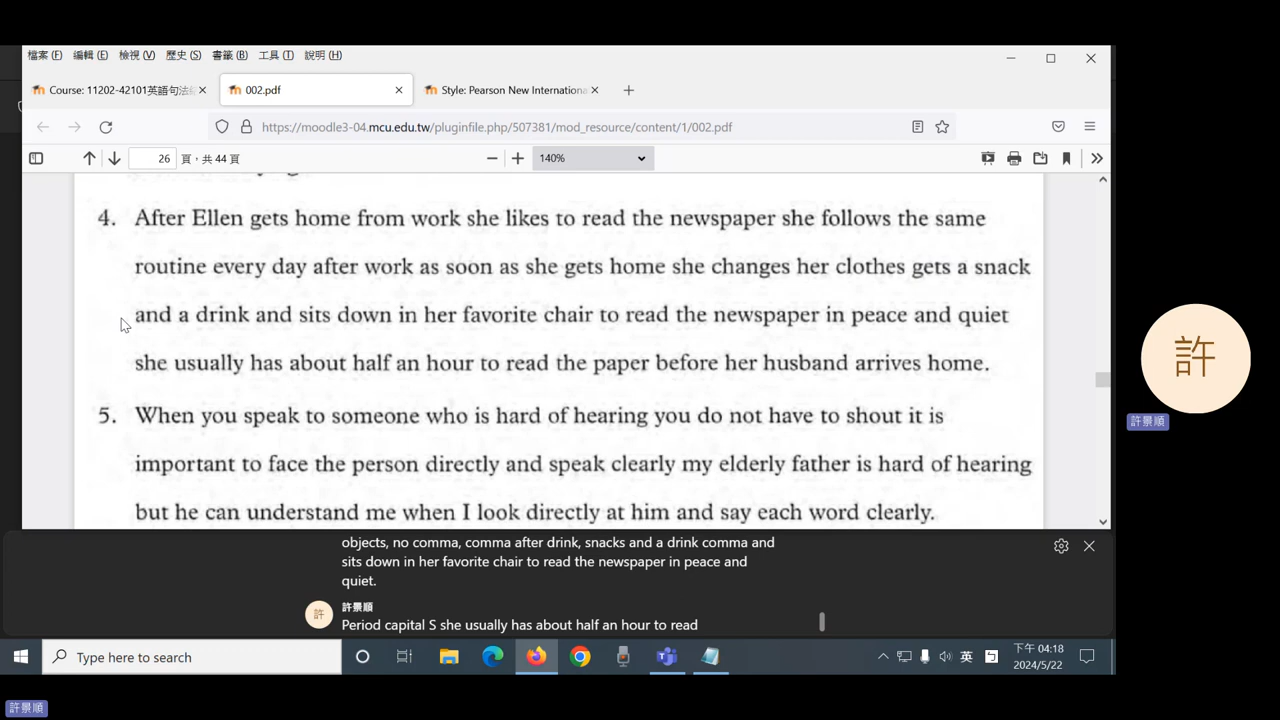 檔案 (F) 編輯 (E) 檢視 (V) 歷史 (S) 書籤 (B) 工具 (T) 說明 (H)
Course: 11202-42101英語句法
002.pdf
Style: Pearson New Internationa
https://moodle3-04.mcu.edu.tw/pluginfile.php/507381/mod_resource/content/1/002.pdf
26 頁，共 44 頁
140%
4. After Ellen gets home from work she likes to read the newspaper she follows the same
routine every day after work as soon as she gets home she changes her clothes gets a snack
and a drink and sits down in her favorite chair to read the newspaper in peace and quiet
she usually has about half an hour to read the paper before her husband arrives home.
5. When you speak to someone who is hard of hearing you do not have to shout it is
important to face the person directly and speak clearly my elderly father is hard of hearing
but he can understand me when I look directly at him and say each word clearly.
許
許景順
objects, no comma, comma after drink, snacks and a drink comma and
sits down in her favorite chair to read the newspaper in peace and
quiet.
許
許景順
Period capital S she usually has about half an hour to read
Type here to search
英
下午 04:18
2024/5/22
許景順